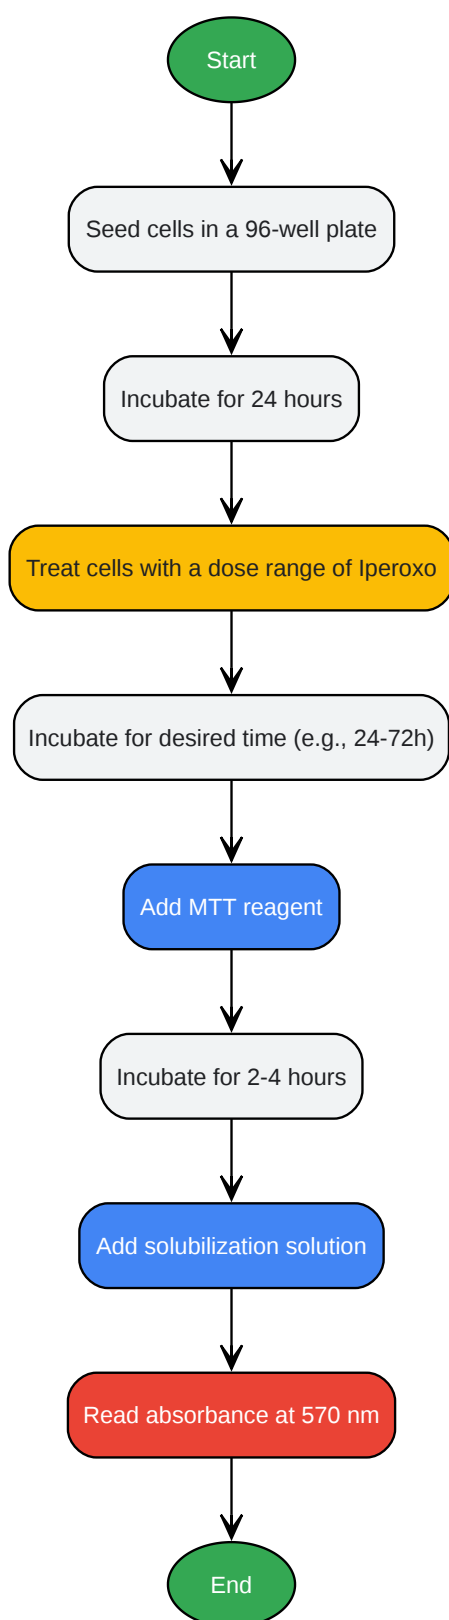 Start
Seed cells in a 96-well plate
Incubate for 24 hours
Treat cells with a dose range of Iperoxo
Incubate for desired time (e.g., 24-72h)
Add MTT reagent
Incubate for 2-4 hours
Add solubilization solution
Read absorbance at 570 nm
End